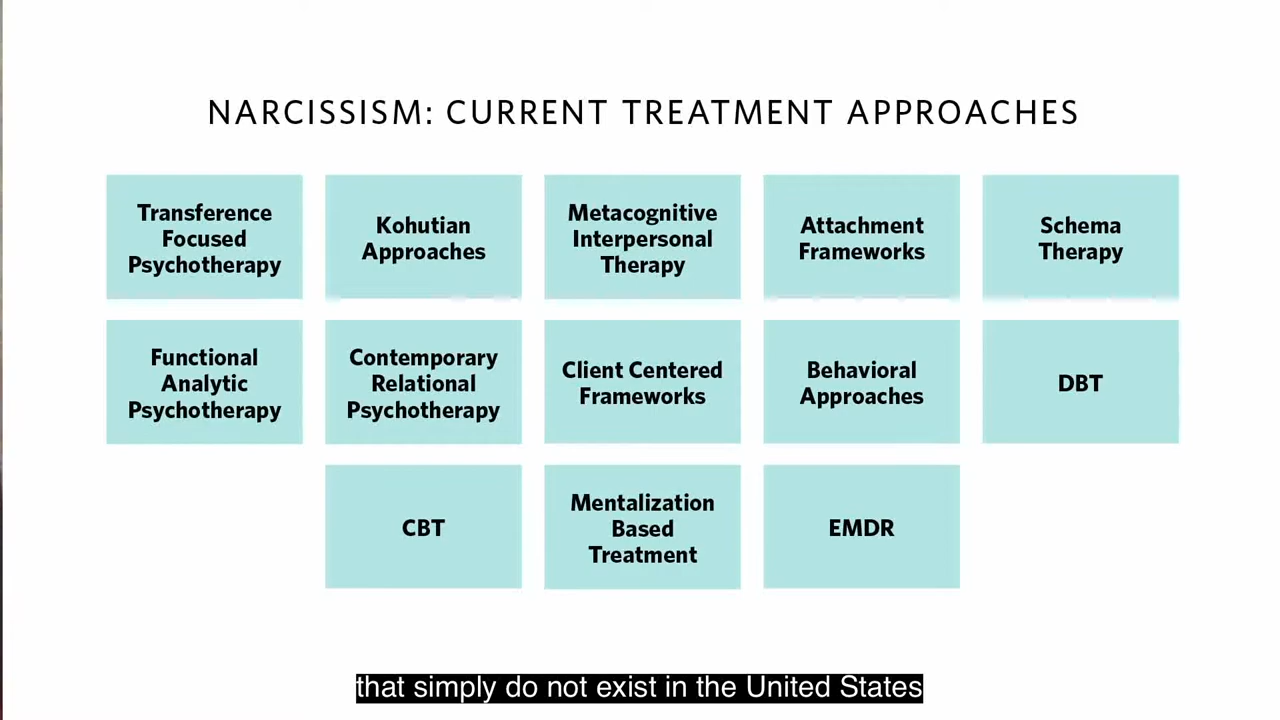 NARCISSISM: CURRENT TREATMENT APPROACHES
Transference
Focused
Psychotherapy
Kohutian
Approaches
Metacognitive
Interpersonal
Therapy
Attachment
Frameworks
Schema
Therapy
Functional
Analytic
Psychotherapy
Contemporary
Relational
Psychotherapy
Client Centered
Frameworks
Behavioral
Approaches
DBT
CBT
Mentalization
Based
Treatment
EMDR
that simply do not exist in the United States